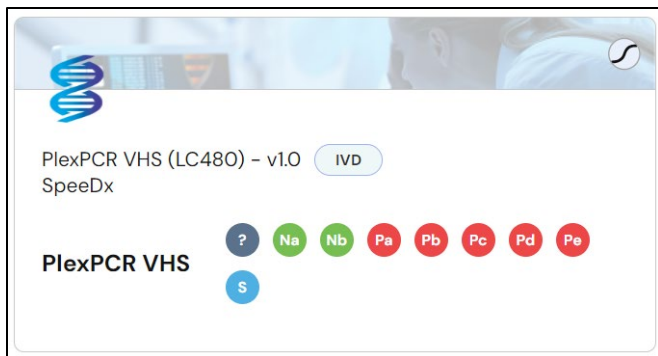 PlexPCR VHS (LC480) - v1.0 IVD
SpeeDx
PlexPCR VHS ? Na Nb Pa Pb Pc Pd Pe
S